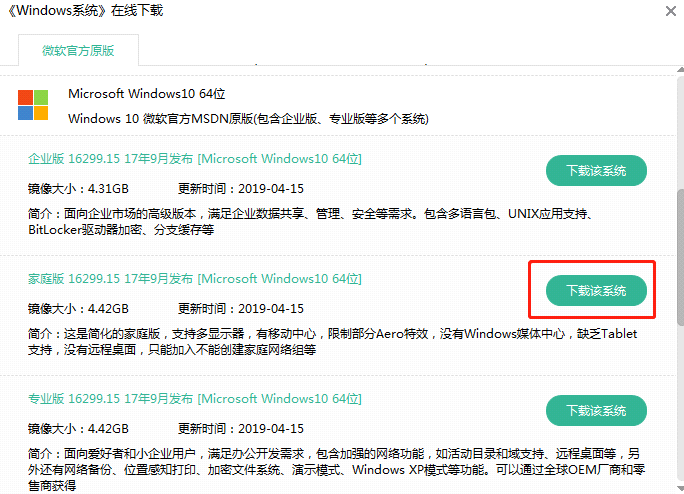 《Windows系统》在线下载
微软官方原版
Microsoft Windows10 64位
Windows 10 微软官方MSDN原版(包含企业版、专业版等多个系统)
企业版 16299.15 17年9月发布 [Microsoft Windows10 64位]
下载该系统
镜像大小：4.31GB 更新时间：2019-04-15
简介：面向企业市场的高级版本，满足企业数据共享、管理、安全等需求。包含多语言包、UNIX应用支持、
BitLocker驱动器加密、分支缓存等
家庭版 16299.15 17年9月发布 [Microsoft Windows10 64位]
下载该系统
镜像大小：4.42GB 更新时间：2019-04-15
简介：这是简化的家庭版，支持多显示器，有移动中心，限制部分Aero特效，没有Windows媒体中心，缺乏Tablet
支持，没有远程桌面，只能加入不能创建家庭网络组等
专业版 16299.15 17年9月发布 [Microsoft Windows10 64位]
下载该系统
镜像大小：4.42GB 更新时间：2019-04-15
简介：面向爱好者和小企业用户，满足办公开发需求，包含加强的网络功能，如活动目录和域支持、远程桌面等，另
外还有网络备份、位置感知打印、加密文件系统、演示模式、Windows XP模式等功能。可以通过全球OEM厂商和零
售商获得